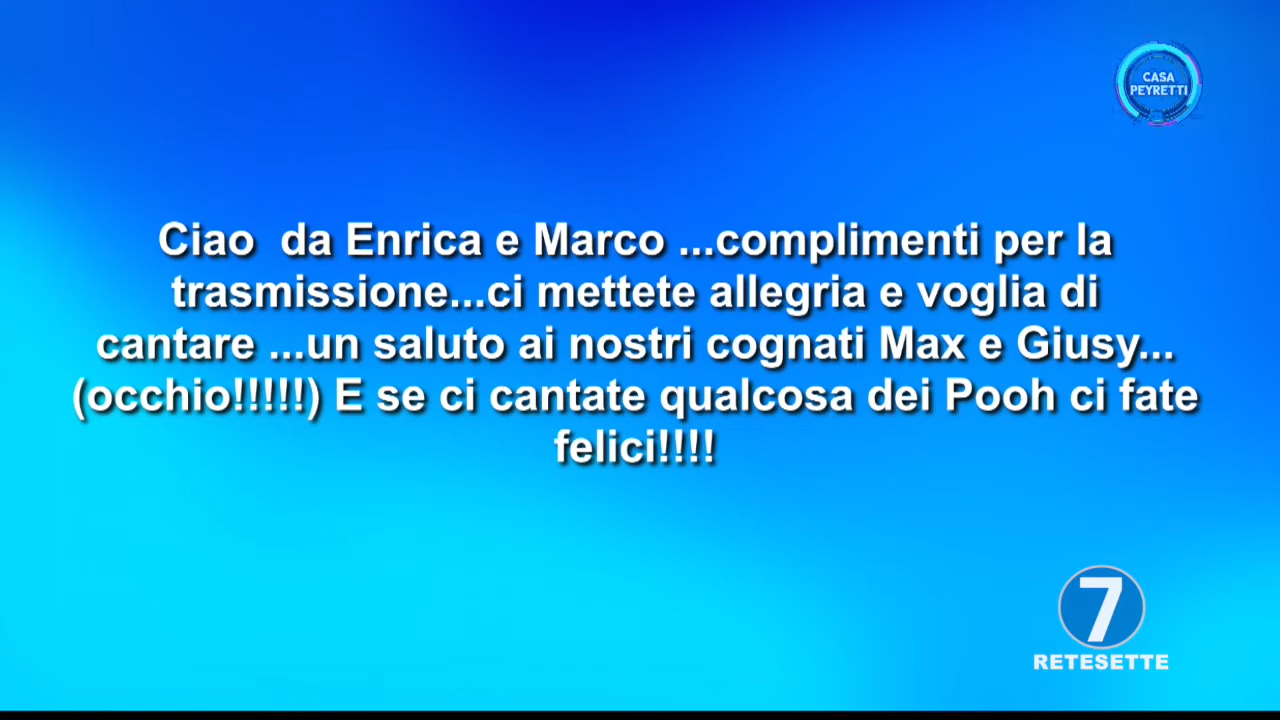 CASA
PEYRETTI
Ciao  da Enrica e Marco ...complimenti per la
trasmissione...ci mettete allegria e voglia di
cantare ...un saluto ai nostri cognati Max e Giusy...
(occhio!!!!!) E se ci cantate qualcosa dei Pooh ci fate
felici!!!!
7
RETESETTE